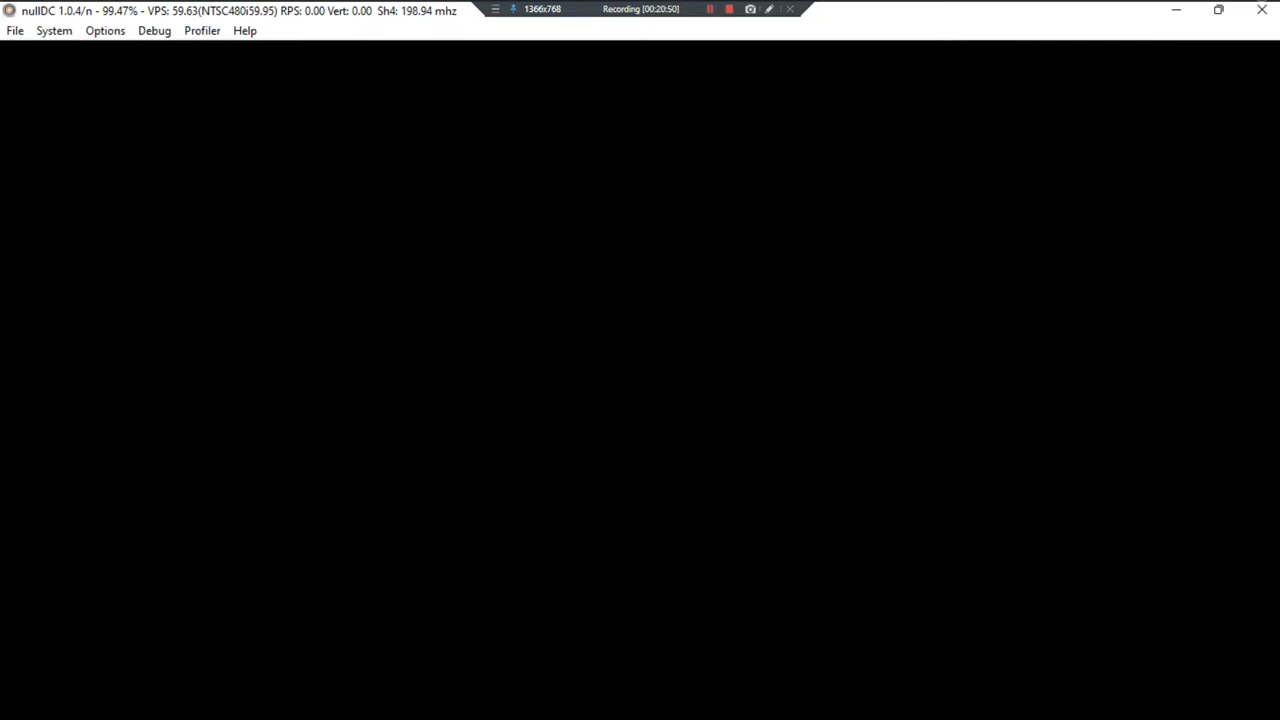 nullDC 1.0.4/n - 99.47% - VPS: 59.63(NTSC480i59.95) RPS: 0.00 Vert: 0.00 Sh4: 198.94 mhz
1366x768
Recording [00:20:50]
File System Options Debug Profiler Help